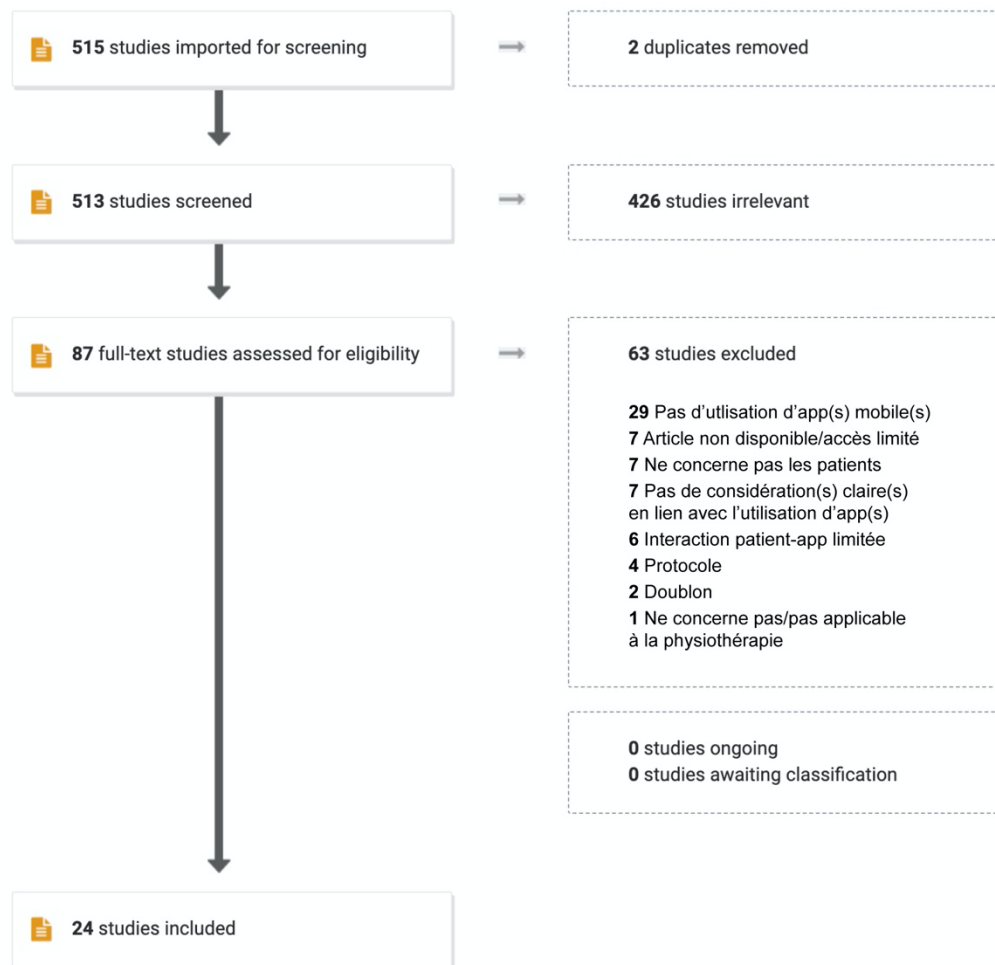 515 studies imported for screening
2 duplicates removed
513 studies screened
426 studies irrelevant
87 full-text studies assessed for eligibility
63 studies excluded
29 Pas d’utlisation d’app(s) mobile(s)
7 Article non disponible/accès limité
7 Ne concerne pas les patients
7 Pas de considération(s) claire(s)
en lien avec l’utilisation d’app(s)
6 Interaction patient-app limitée
4 Protocole
2 Doublon
1 Ne concerne pas/pas applicable
à la physiothérapie
0 studies ongoing
0 studies awaiting classification
24 studies included